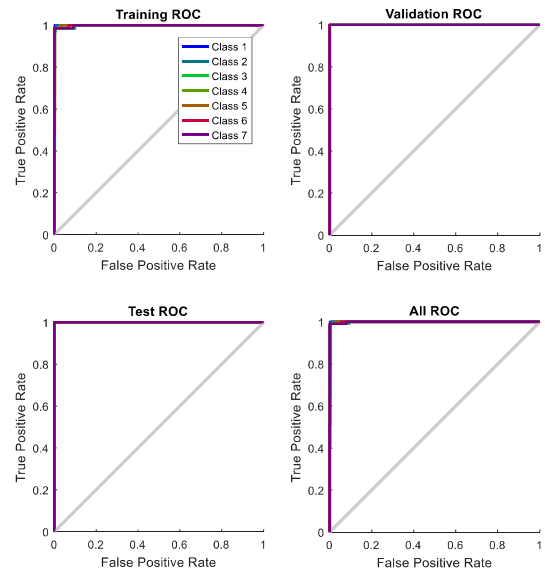 Training ROC
True Positive Rate
1
0.8
0.6
0.4
0.2
0
Class 1
Class 2
Class 3
Class 4
Class 5
Class 6
Class 7
0 0.2 0.4 0.6 0.8 1
False Positive Rate
Validation ROC
True Positive Rate
1
0.8
0.6
0.4
0.2
0
0 0.2 0.4 0.6 0.8 1
False Positive Rate
Test ROC
True Positive Rate
1
0.8
0.6
0.4
0.2
0
0 0.2 0.4 0.6 0.8 1
False Positive Rate
All ROC
True Positive Rate
1
0.8
0.6
0.4
0.2
0
0 0.2 0.4 0.6 0.8 1
False Positive Rate